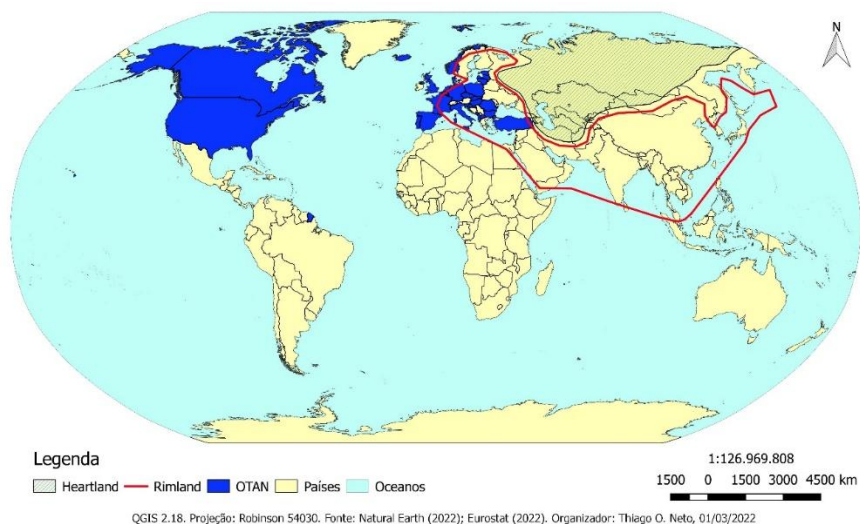 N
Legenda
Heartland Rimland OTAN Países Oceanos
1:126.969.808
1500 0 1500 3000 4500 km
QGIS 2.18. Projeção: Robinson 54030. Fonte: Natural Earth (2022); Eurostat (2022). Organizador: Thiago O. Neto, 01/03/2022